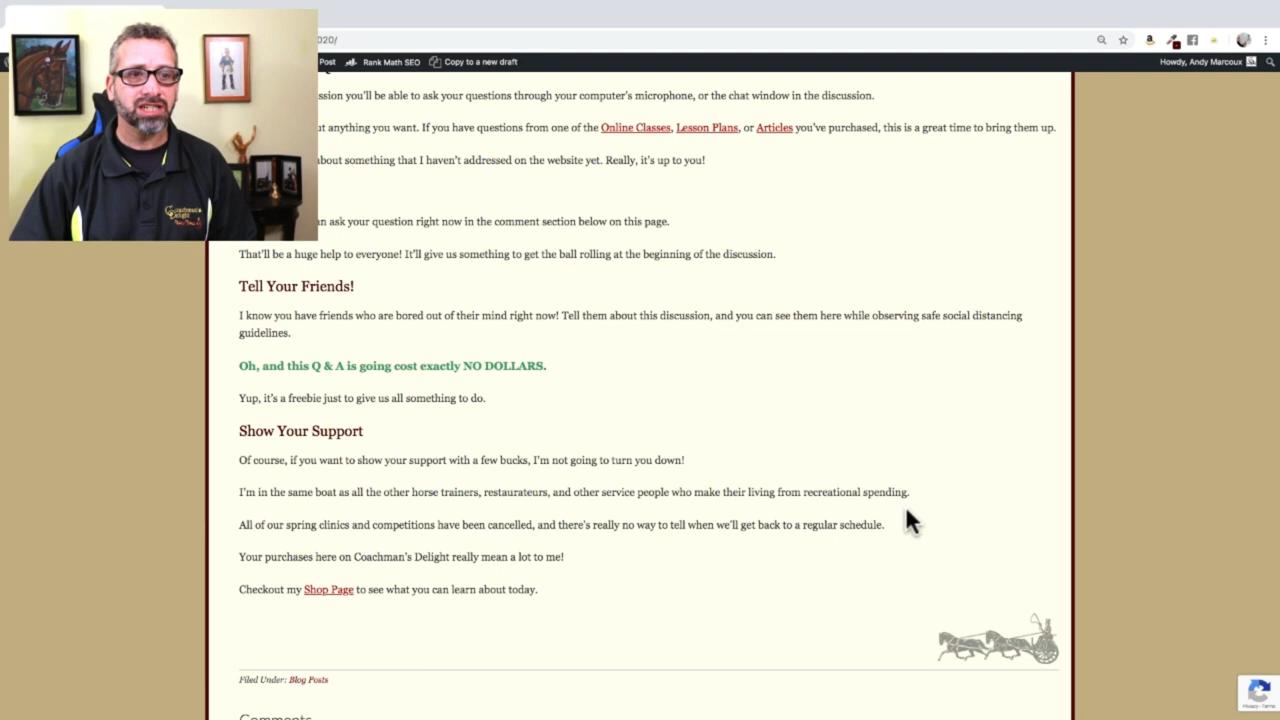 020/
Post Rank Math SEO Copy to a new draft Howdy, Andy Marcoux
ssion you'll be able to ask your questions through your computer's microphone, or the chat window in the discussion.
ut anything you want. If you have questions from one of the Online Classes, Lesson Plans, or Articles you've purchased, this is a great time to bring them up.
about something that I haven't addressed on the website yet. Really, it's up to you!
an ask your question right now in the comment section below on this page.
That'll be a huge help to everyone! It'll give us something to get the ball rolling at the beginning of the discussion.
Tell Your Friends!
I know you have friends who are bored out of their mind right now! Tell them about this discussion, and you can see them here while observing safe social distancing
guidelines.
Oh, and this Q & A is going cost exactly NO DOLLARS.
Yup, it's a freebie just to give us all something to do.
Show Your Support
Of course, if you want to show your support with a few bucks, I'm not going to turn you down!
I'm in the same boat as all the other horse trainers, restaurateurs, and other service people who make their living from recreational spending.
All of our spring clinics and competitions have been cancelled, and there's really no way to tell when we'll get back to a regular schedule.
Your purchases here on Coachman's Delight really mean a lot to me!
Checkout my Shop Page to see what you can learn about today.
Filed Under: Blog Posts
Comments
Coachman's
Delight
Privacy - Terms